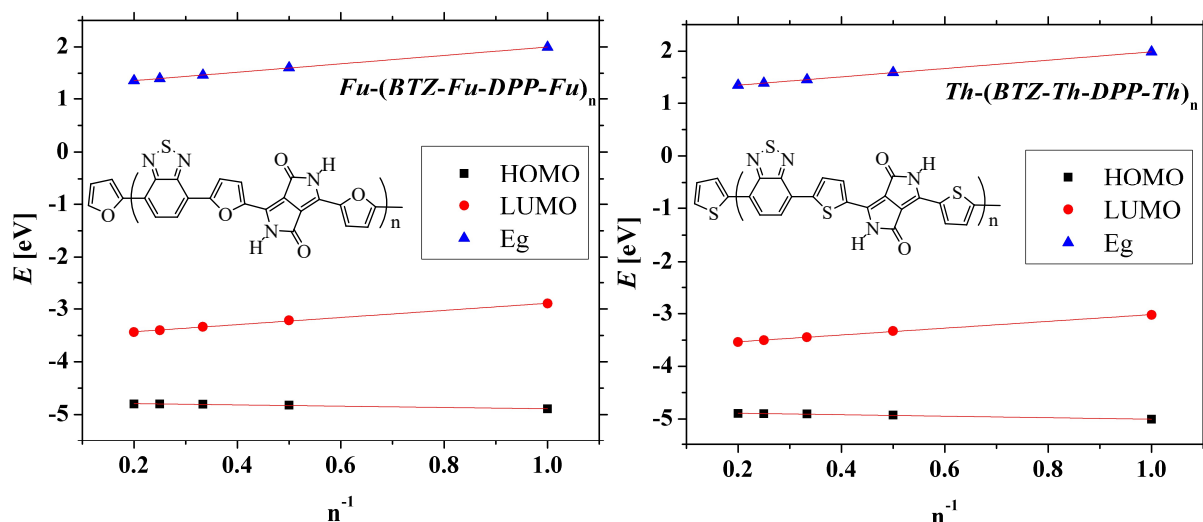 2
1
0
-1
-2
-3
-4
-5
E [eV]
0.2
0.4
0.6
0.8
1.0
n-1
Fu-(BTZ-Fu-DPP-Fu)n
S
N
N
O
N
H
O
O
O
N
H
O
n
HOMO
LUMO
Eg
2
1
0
-1
-2
-3
-4
-5
E [eV]
0.2
0.4
0.6
0.8
1.0
n-1
Th-(BTZ-Th-DPP-Th)n
S
N
N
O
N
H
S
S
S
N
H
O
n
HOMO
LUMO
Eg